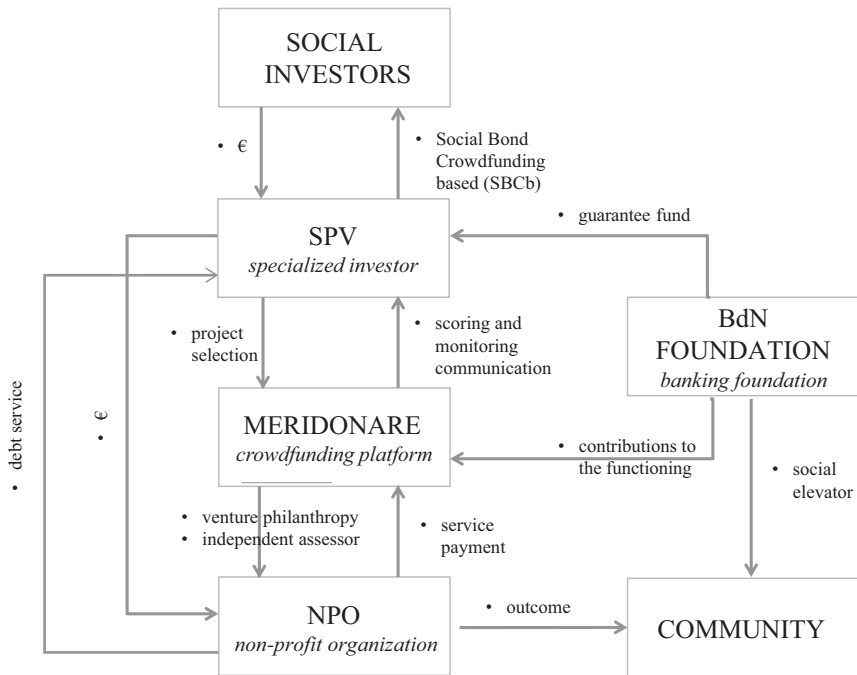 SOCIAL
INVESTORS
• €
• Social Bond
Crowdfunding
based (SBCb)
• guarantee fund
SPV
specialized investor
• project
selection
• scoring and
monitoring
communication
BdN
FOUNDATION
banking foundation
• debt service
• €
MERIDONARE
crowdfunding platform
• contributions to
the functioning
• social
elevator
• venture philanthropy
• independent assessor
• service
payment
NPO
non-profit organization
• outcome
COMMUNITY